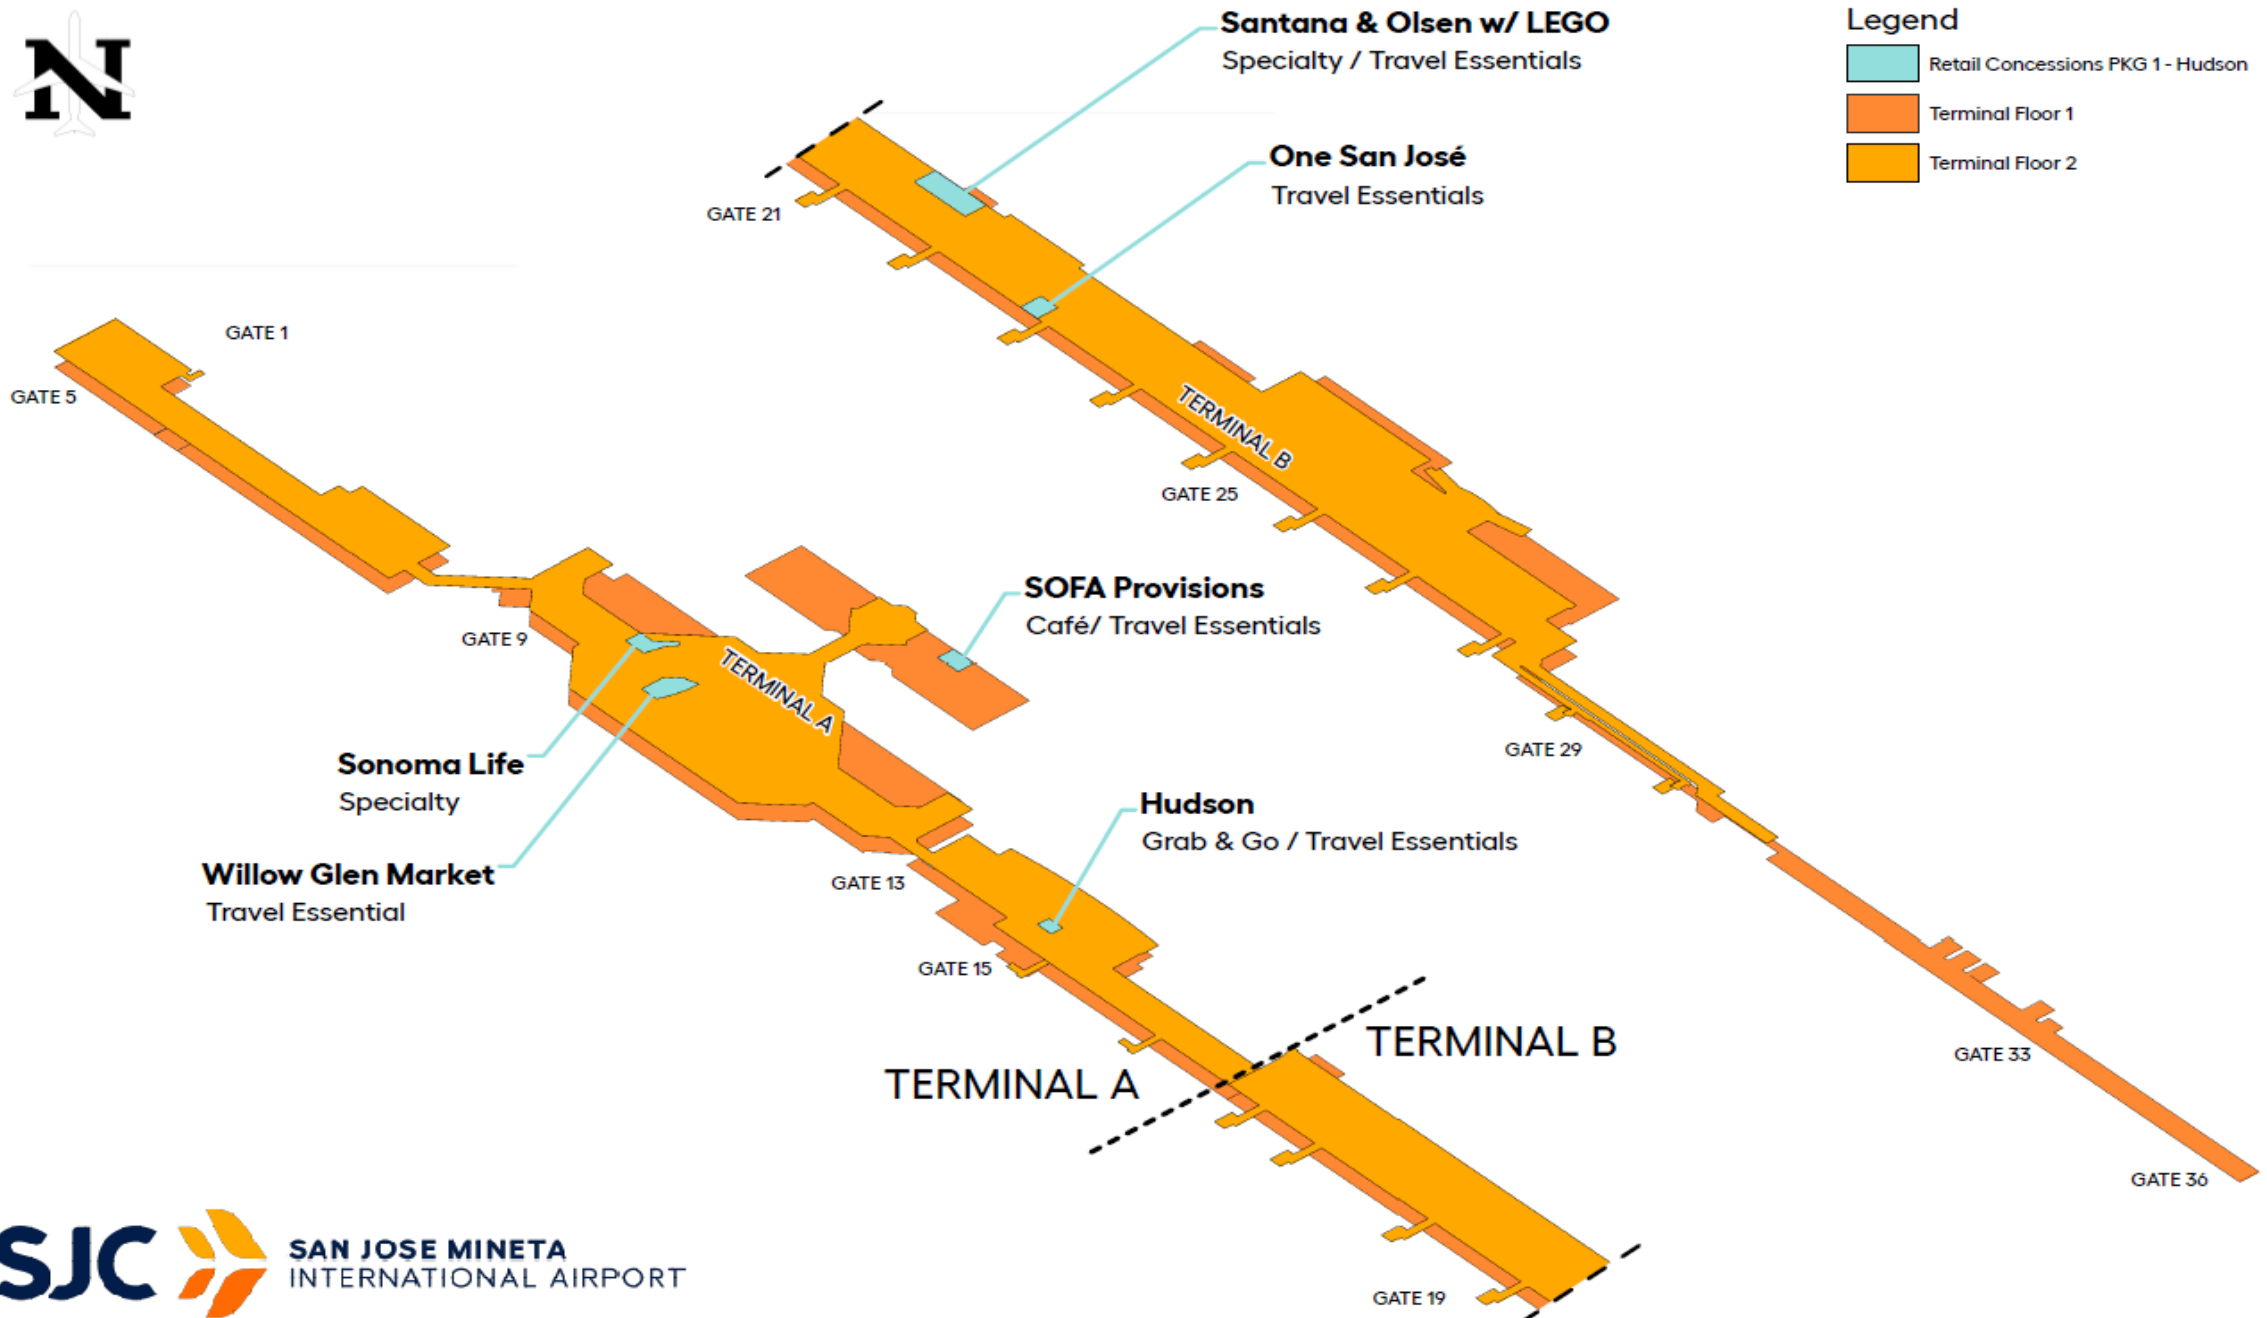 N
Santana & Olsen w/ LEGO
Specialty / Travel Essentials
Legend
Retail Concessions PKG 1 - Hudson
Terminal Floor 1
Terminal Floor 2
One San José
Travel Essentials
GATE 21
GATE 1
GATE 5
TERMINAL B
GATE 25
SOFA Provisions
Café/ Travel Essentials
GATE 9
TERMINAL A
Sonoma Life
Specialty
GATE 29
Hudson
Grab & Go / Travel Essentials
Willow Glen Market
Travel Essential
GATE 13
GATE 15
TERMINAL B
TERMINAL A
GATE 33
GATE 36
GATE 19
SJC
SAN JOSE MINETA
INTERNATIONAL AIRPORT